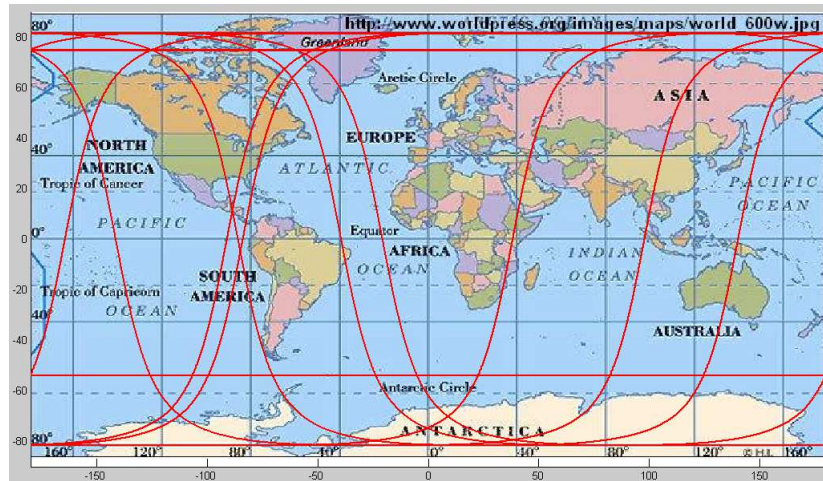 http://www.worldpress.org/images/maps/world_600w.jpg
80
80°
Greenland
Arctic Circle
60
ASIA
NORTH
AMERICA
EUROPE
40°
40
ATLANTIC
Tropic of Cancer
20
PACIFIC
OCEAN
PACIFIC
Equator
0°
0
AFRICA
INDIAN
OCEAN
OCEAN
SOUTH
AMERICA
-20
Tropic of Capricorn
OCEAN
40°
-40
AUSTRALIA
-60
Antarctic Circle
ANTARCTICA
-80
80°
160° 120° 80° 40° 0° 40° 80° 120° 160°
© H.I.
-150 -100 -50 0 50 100 150